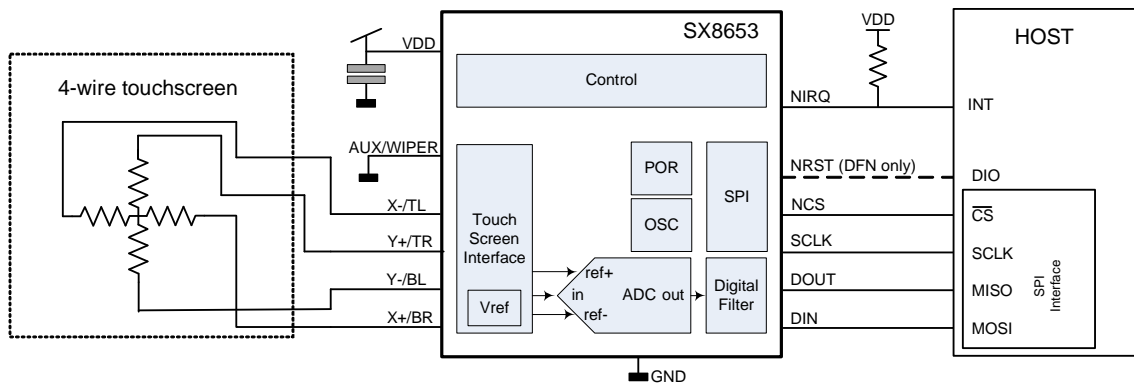 SX8653
VDD
HOST
VDD
4-wire touchscreen
Control
NIRQ
INT
AUX/WIPER
POR
SPI
NRST (DFN only)
DIO
X-/TL
Touch
Screen
Interface
OSC
NCS
CS
Y+/TR
SCLK
SCLK
ref+
Y-/BL
in
ADC out
Digital
Filter
DOUT
MISO
SPI
Interface
Vref
ref-
X+/BR
DIN
MOSI
GND